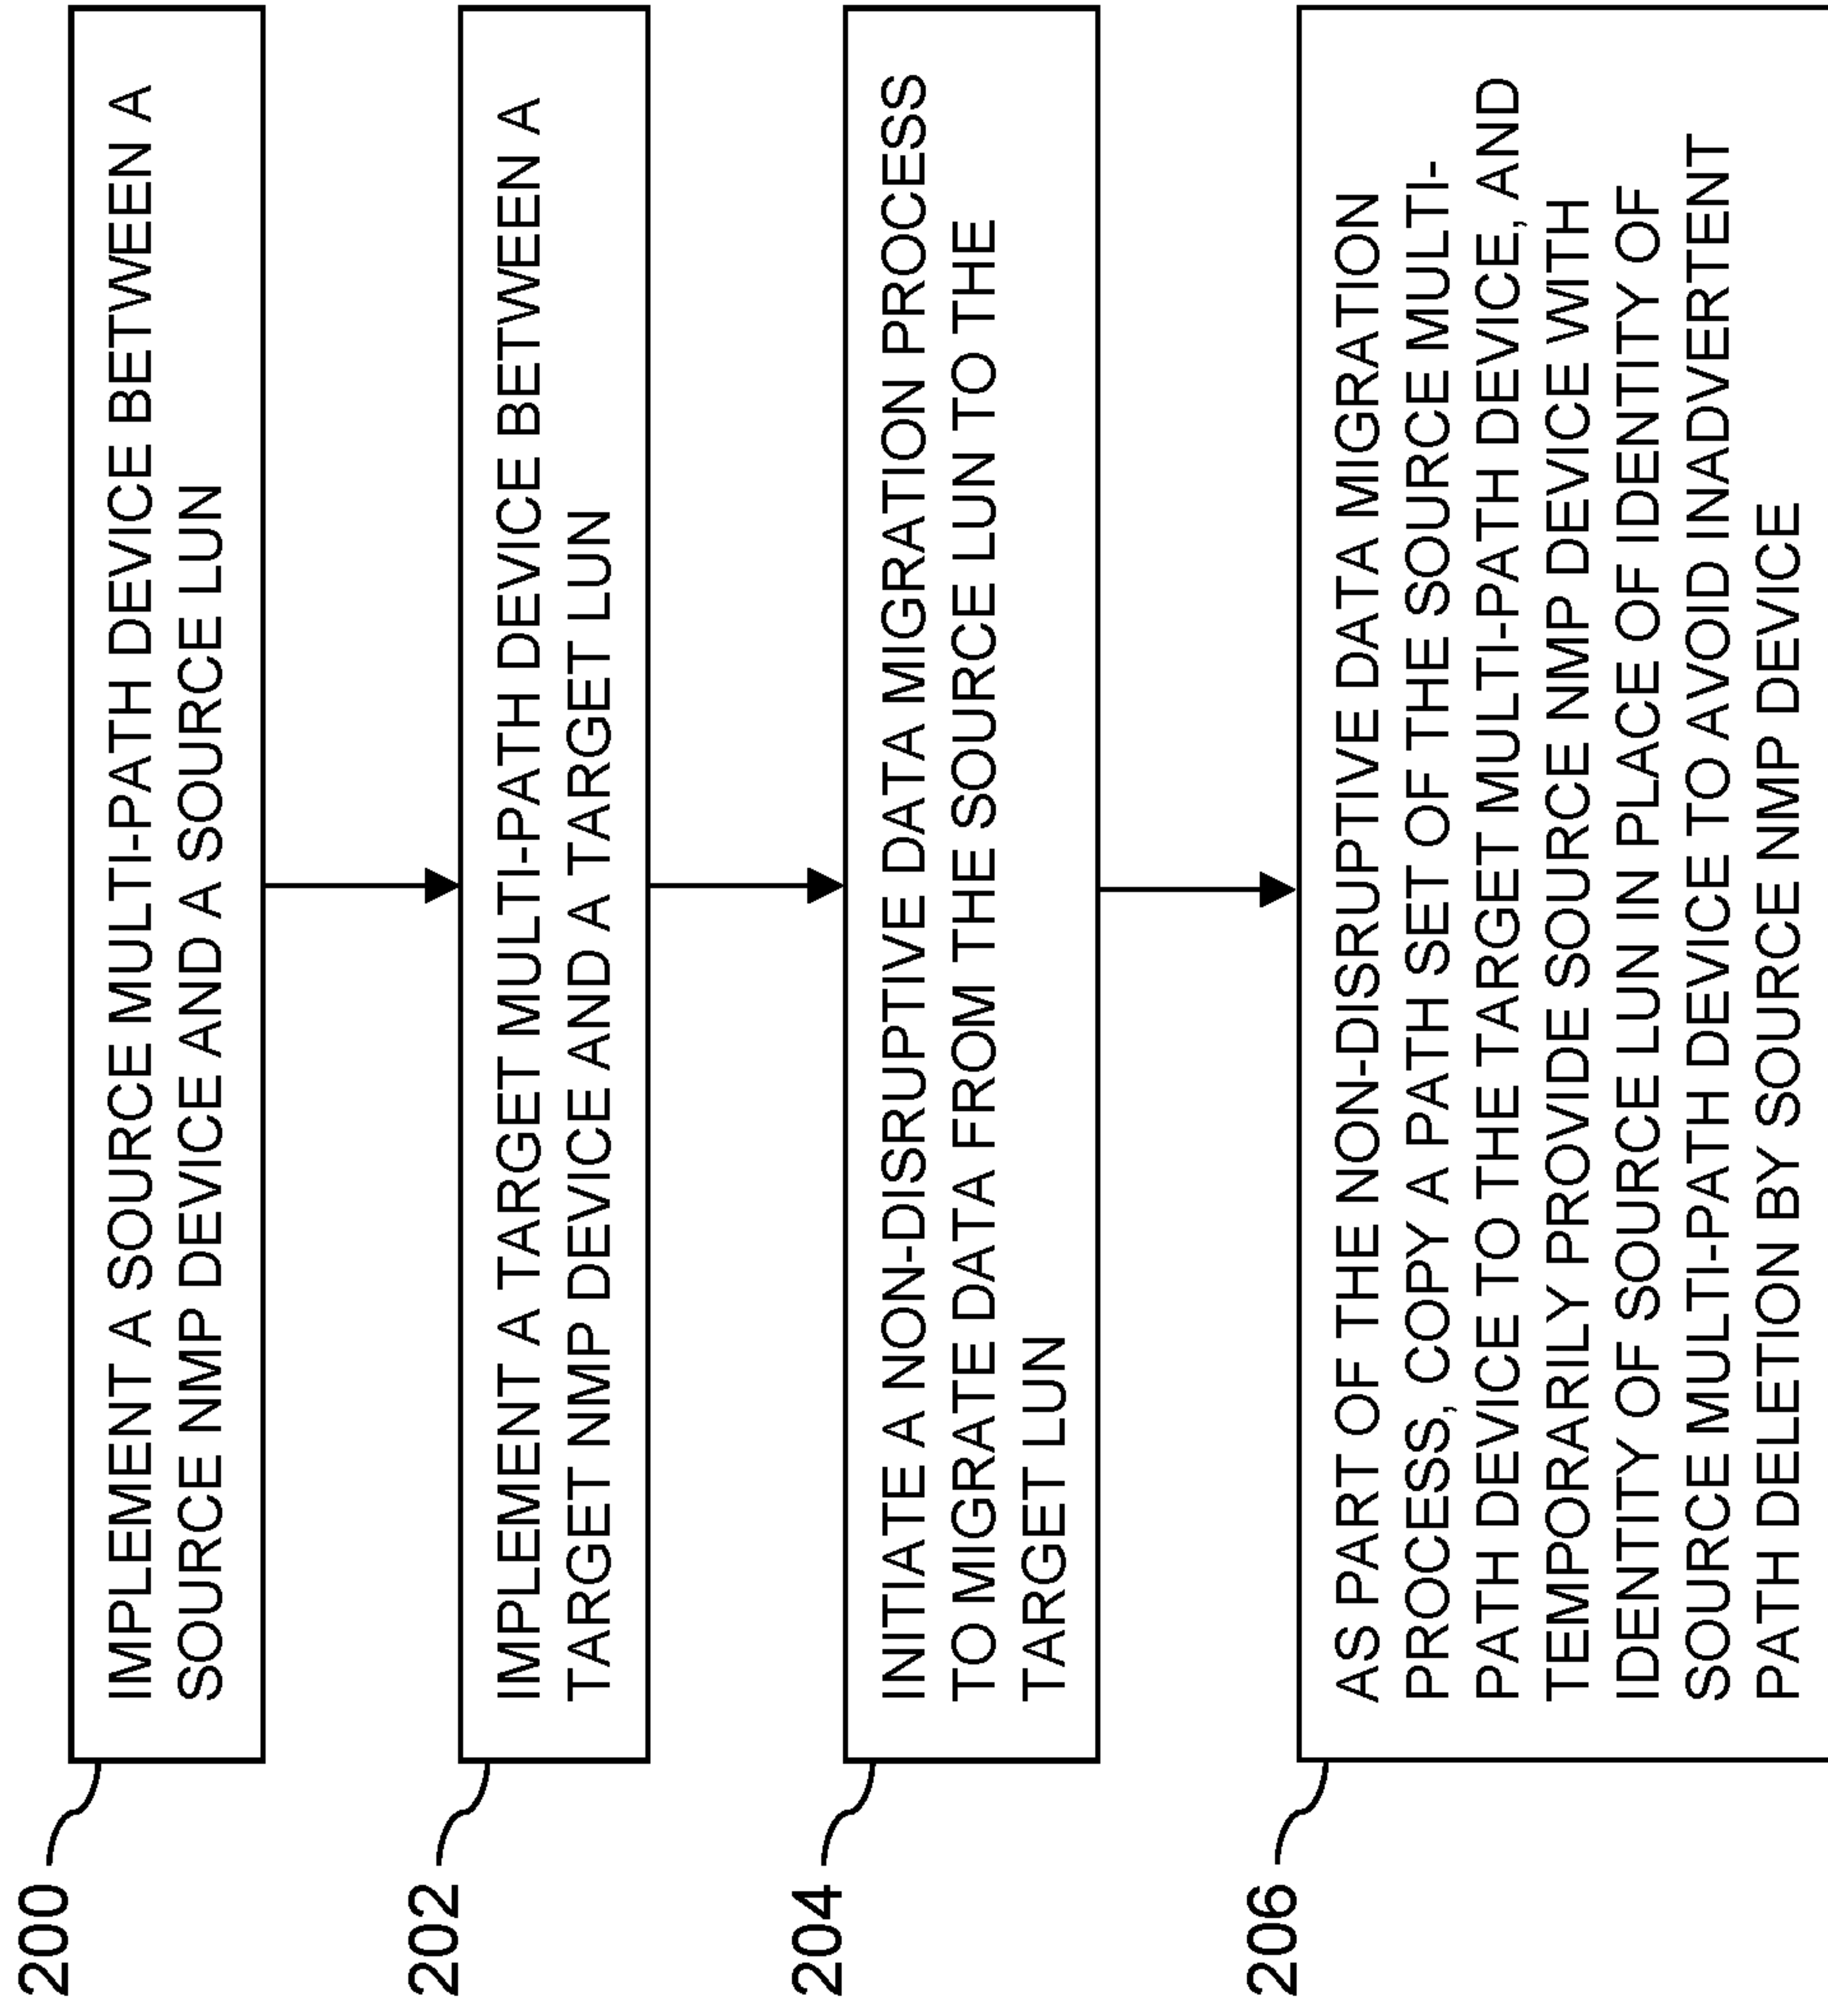 200
IMPLEMENT A SOURCE MULTI-PATH DEVICE BETWEEN A
SOURCE NMP DEVICE AND A SOURCE LUN
202
IMPLEMENT A TARGET MULTI-PATH DEVICE BETWEEN A
TARGET NMP DEVICE AND A TARGET LUN
204
INITIATE A NON-DISRUPTIVE DATA MIGRATION PROCESS
TO MIGRATE DATA FROM THE SOURCE LUN TO THE
TARGET LUN
206
AS PART OF THE NON-DISRUPTIVE DATA MIGRATION
PROCESS, COPY A PATH SET OF THE SOURCE MULTI-
PATH DEVICE TO THE TARGET MULTI-PATH DEVICE, AND
TEMPORARILY PROVIDE SOURCE NMP DEVICE WITH
IDENTITY OF SOURCE LUN IN PLACE OF IDENTITY OF
SOURCE MULTI-PATH DEVICE TO AVOID INADVERTENT
PATH DELETION BY SOURCE NMP DEVICE